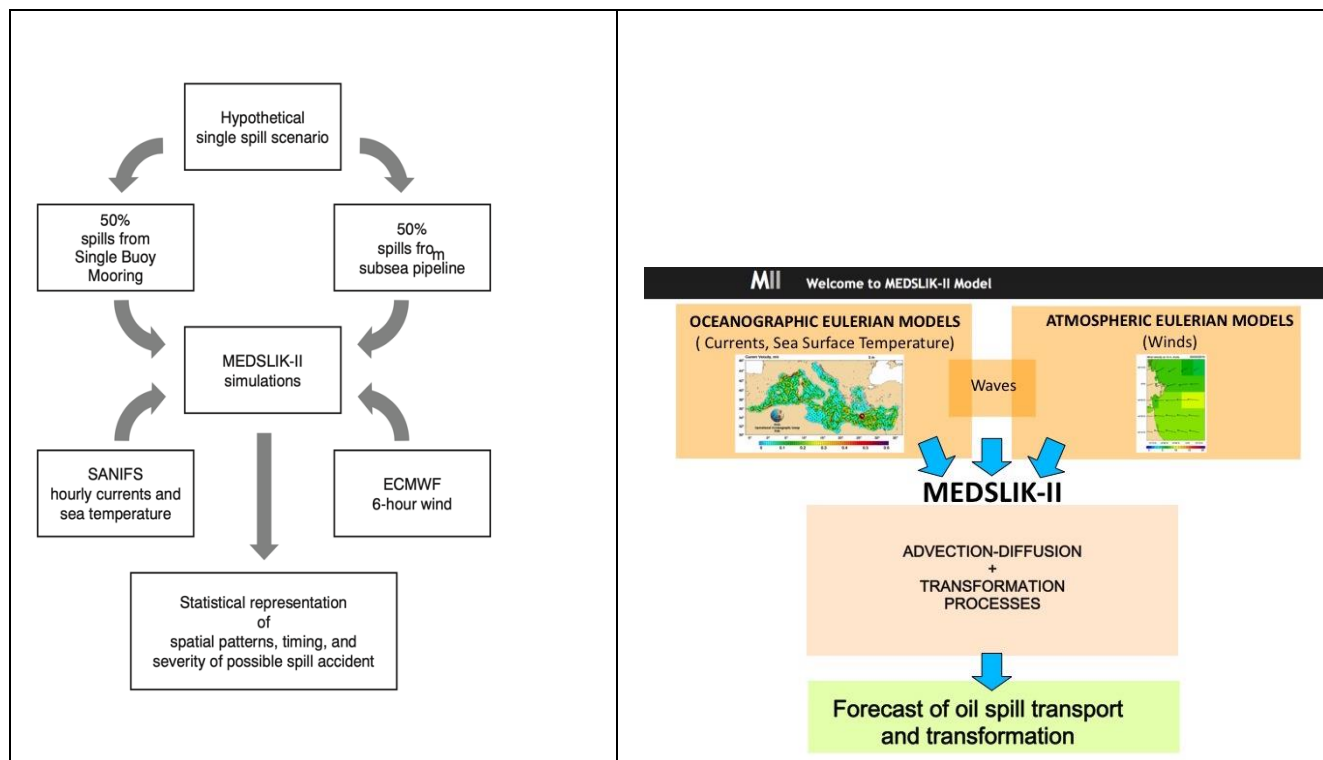 Hypothetical
single spill scenario
50%
spills from
Single Buoy
Mooring
50%
spills from
subsea pipeline
MEDSLIK-II
simulations
SANIFS
hourly currents and
sea temperature
ECMWF
6-hour wind
Statistical representation
of
spatial patterns, timing, and
severity of possible spill accident
MII Welcome to MEDSLIK-II Model
OCEANOGRAPHIC EULERIAN MODELS
( Currents, Sea Surface Temperature)
Waves
ATMOSPHERIC EULERIAN MODELS
(Winds)
MEDSLIK-II
ADVECTION-DIFFUSION
+
TRANSFORMATION
PROCESSES
Forecast of oil spill transport
and transformation